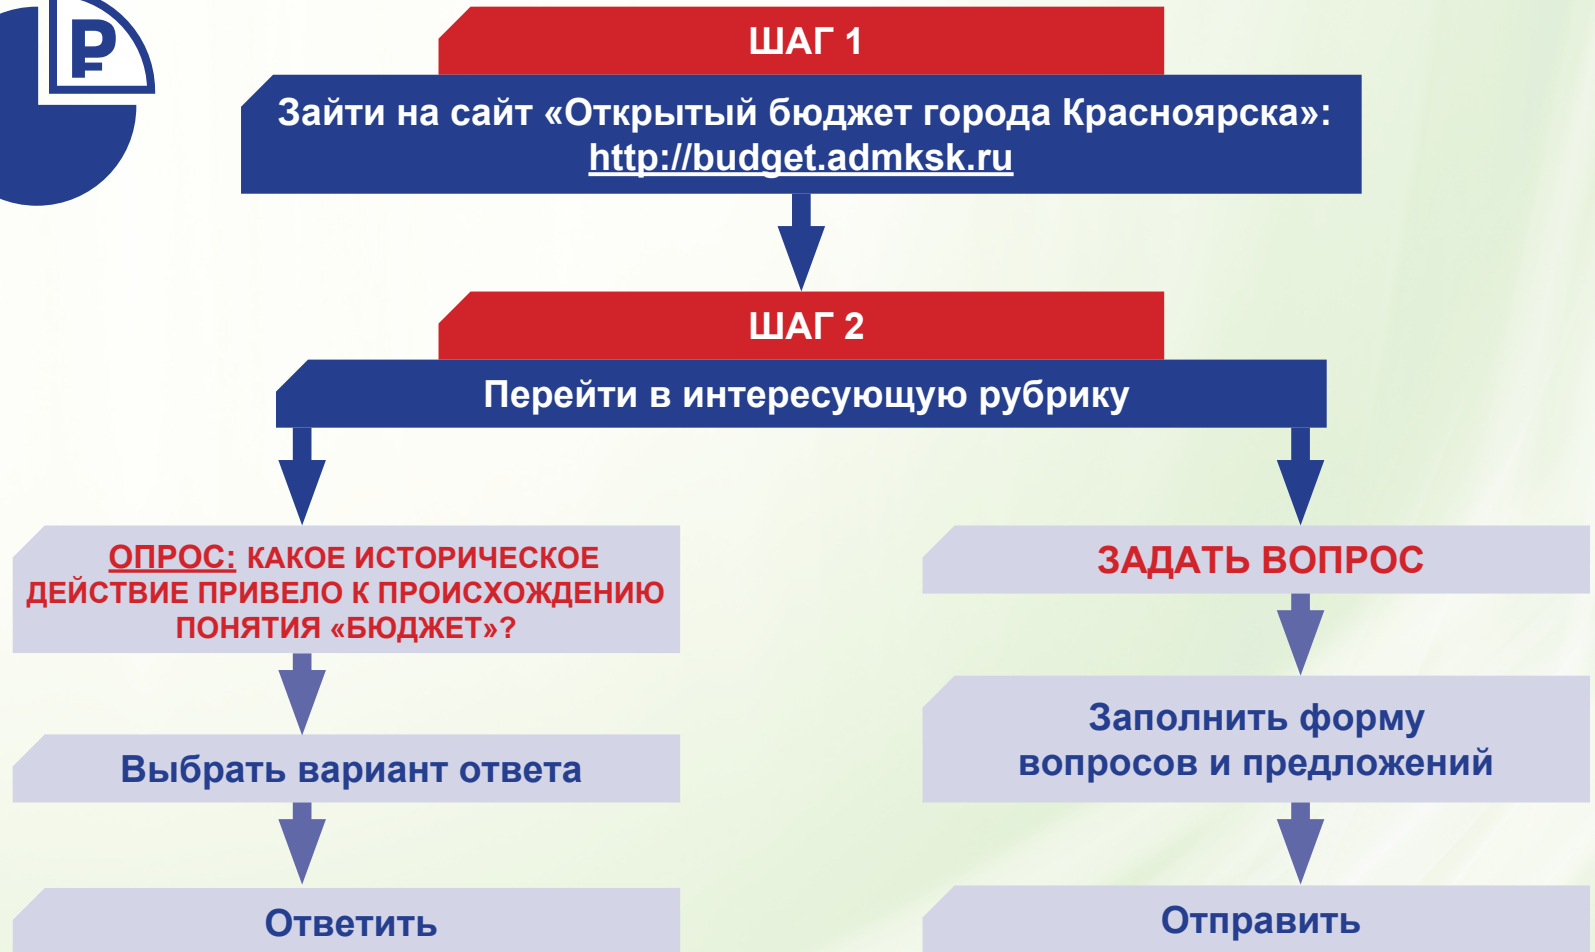 ШАГ 1
Зайти на сайт «Открытый бюджет города Красноярска»:
http://budget.admksk.ru
ШАГ 2
Перейти в интересующую рубрику
ОПРОС: КАКОЕ ИСТОРИЧЕСКОЕ
ДЕЙСТВИЕ ПРИВЕЛО К ПРОИСХОЖДЕНИЮ
ПОНЯТИЯ «БЮДЖЕТ»?
Выбрать вариант ответа
Ответить
ЗАДАТЬ ВОПРОС
Заполнить форму
вопросов и предложений
Отправить